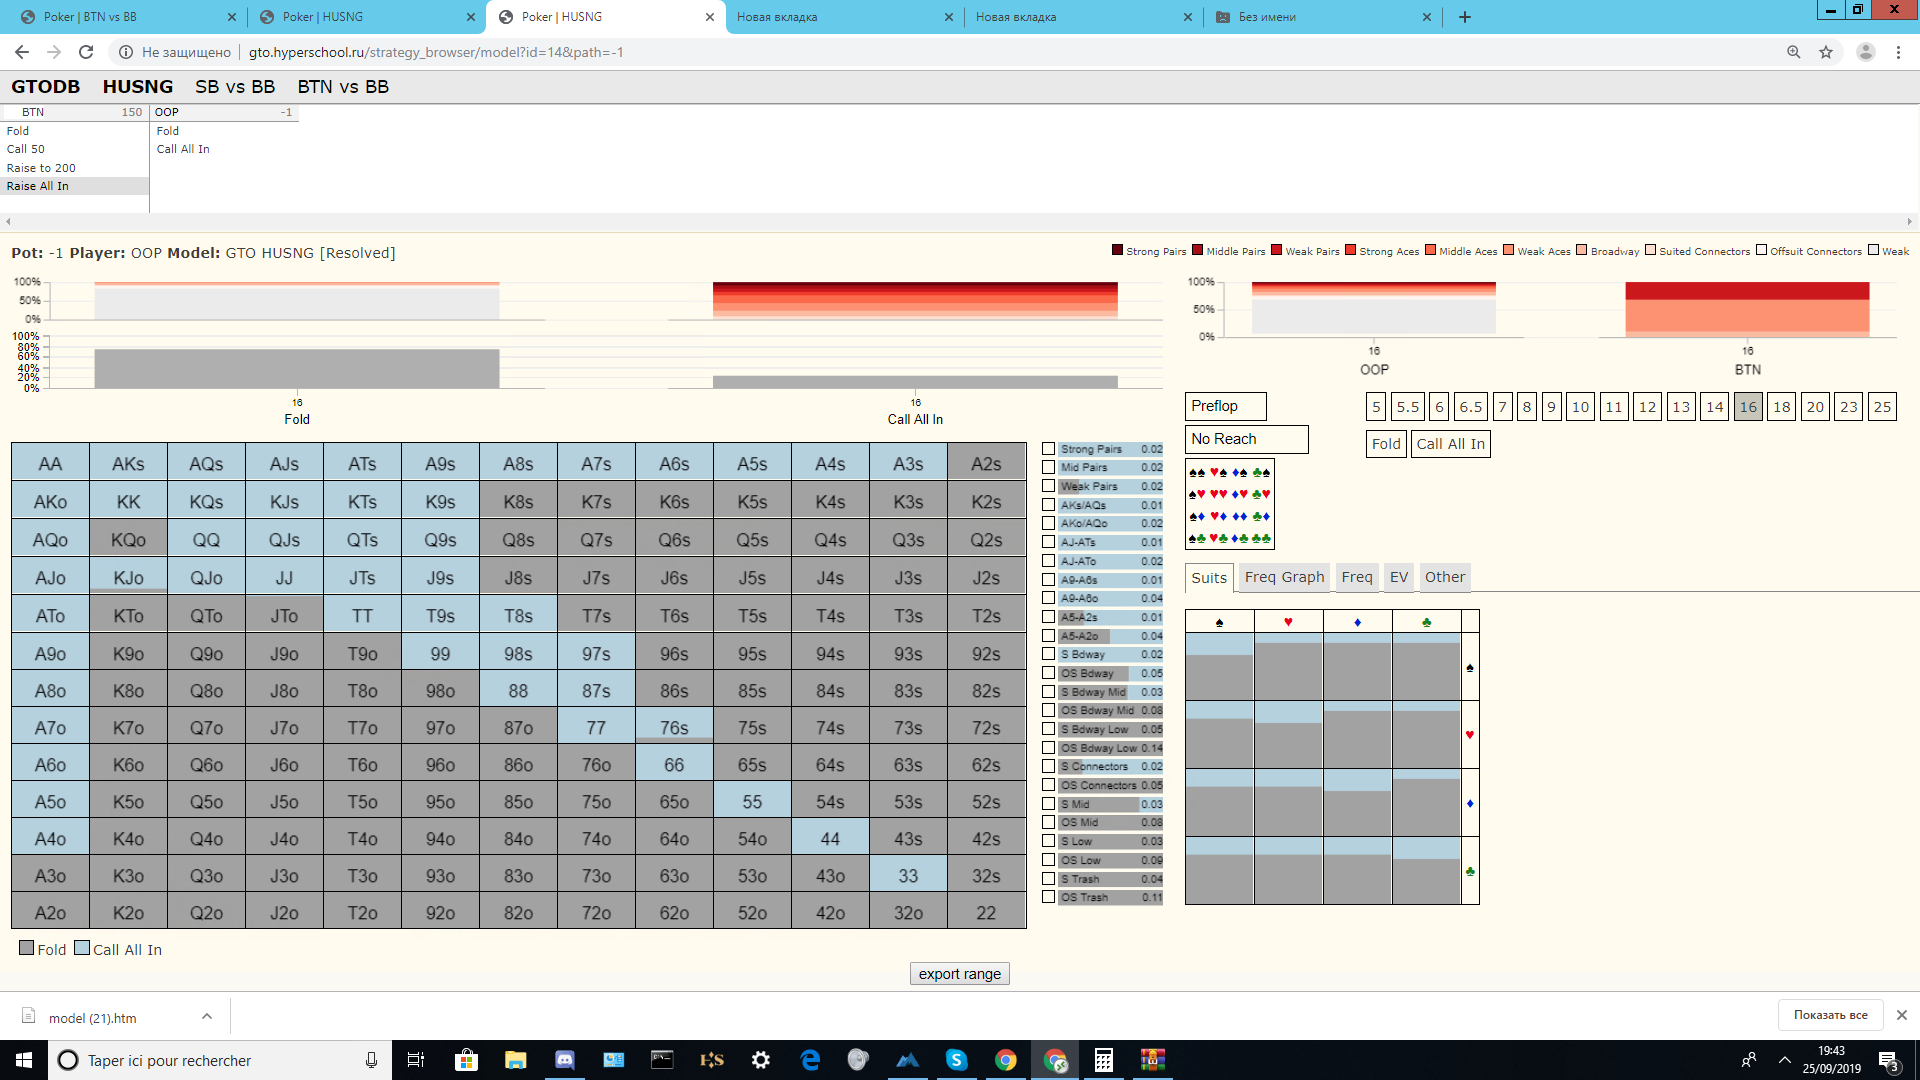 Poker | BTN vs BB
Poker | HUSNG
Poker | HUSNG
Новая вкладка
Новая вкладка
Без имени
Не защищено
gto.hyperschool.ru/strategy_browser/model?id=14&path=-1
GTODB HUSNG SB vs BB BTN vs BB
BTN 150 OOP -1
Fold Fold
Call 50 Call All In
Raise to 200
Raise All In
Pot: -1 Player: OOP Model: GTO HUSNG [Resolved]
Strong Pairs Middle Pairs Weak Pairs Strong Aces Middle Aces Weak Aces Broadway Suited Connectors Offsuit Connectors Weak
100%
50%
0%
100%
80%
60%
40%
20%
0%
16 16
Fold Call All In
100%
50%
0%
16 16
OOP BTN
Preflop
No Reach
5 5.5 6 6.5 7 8 9 10 11 12 13 14 16 18 20 23 25
Fold Call All In
AA AKs AQs AJs ATs A9s A8s A7s A6s A5s A4s A3s A2s
AKo KK KQs KJs KTs K9s K8s K7s K6s K5s K4s K3s K2s
AQo KQo QQ QJs QTs Q9s Q8s Q7s Q6s Q5s Q4s Q3s Q2s
AJo KJo QJo JJ JTs J9s J8s J7s J6s J5s J4s J3s J2s
ATo KTo QTo JTo TT T9s T8s T7s T6s T5s T4s T3s T2s
A9o K9o Q9o J9o T9o 99 98s 97s 96s 95s 94s 93s 92s
A8o K8o Q8o J8o T8o 98o 88 87s 86s 85s 84s 83s 82s
A7o K7o Q7o J7o T7o 97o 87o 77 76s 75s 74s 73s 72s
A6o K6o Q6o J6o T6o 96o 86o 76o 66 65s 64s 63s 62s
A5o K5o Q5o J5o T5o 95o 85o 75o 65o 55 54s 53s 52s
A4o K4o Q4o J4o T4o 94o 84o 74o 64o 54o 44 43s 42s
A3o K3o Q3o J3o T3o 93o 83o 73o 63o 53o 43o 33 32s
A2o K2o Q2o J2o T2o 92o 82o 72o 62o 52o 42o 32o 22
Fold Call All In
Strong Pairs 0.02
Mid Pairs 0.02
Weak Pairs 0.02
AKs/AQs 0.01
AKo/AQo 0.02
AJ-ATs 0.01
AJ-ATo 0.02
A9-A6s 0.01
A9-A6o 0.04
A5-A2s 0.01
A5-A2o 0.04
S Bdway 0.02
OS Bdway 0.05
S Bdway Mid 0.03
OS Bdway Mid 0.08
S Bdway Low 0.05
OS Bdway Low 0.14
S Connectors 0.02
OS Connectors 0.05
S Mid 0.03
OS Mid 0.08
S Low 0.03
OS Low 0.09
S Trash 0.04
OS Trash 0.11
♠♠ ♥♠ ♦♠ ♣♠
♠♥ ♥♥ ♦♥ ♣♥
♠♦ ♥♦ ♦♦ ♣♦
♠♣ ♥♣ ♦♣ ♣♣
Suits Freq Graph Freq EV Other
♠ ♥ ♦ ♣
♠
♥
♦
♣
export range
model (21).htm
Показать все
Taper ici pour rechercher
19:43
25/09/2019
3